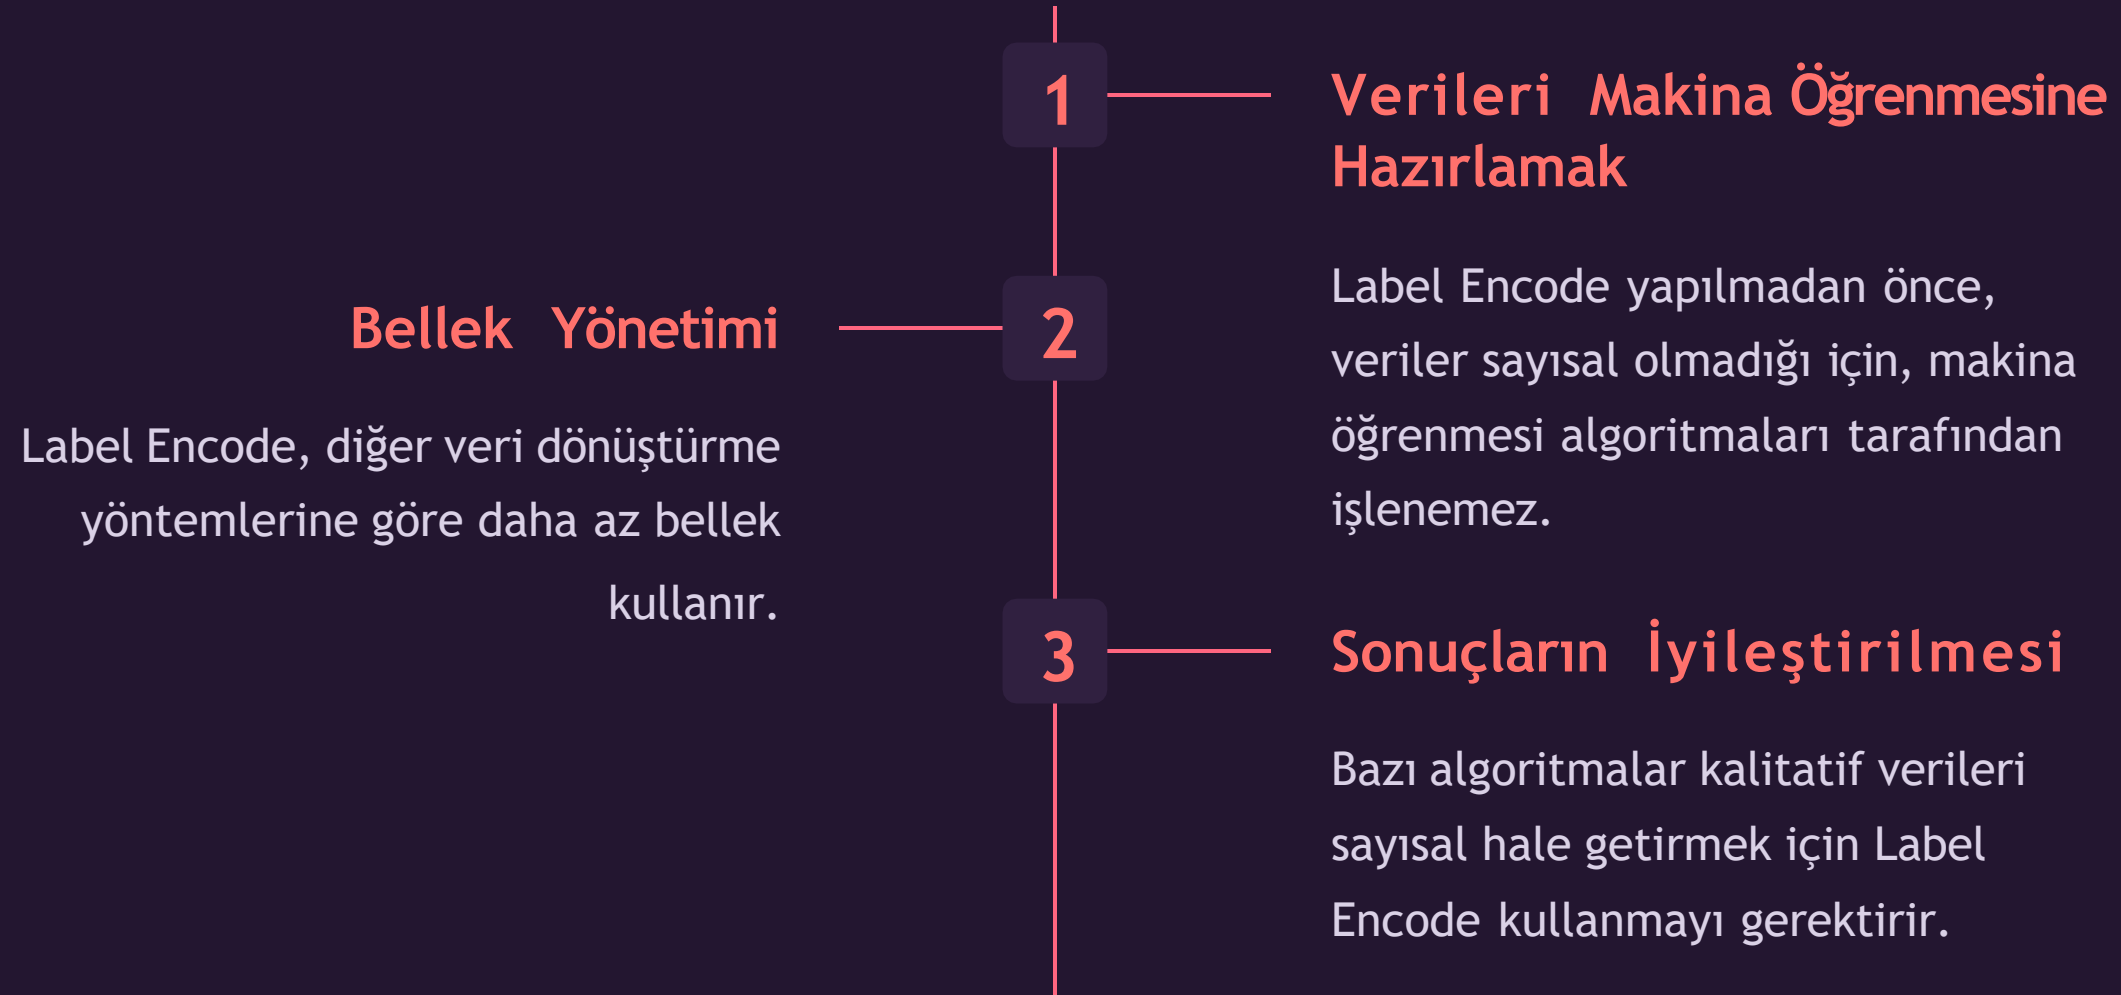 1
Verileri Makina Öğrenmesine
Hazırlamak
Label Encode yapılmadan önce,
veriler sayısal olmadığı için, makina
öğrenmesi algoritmaları tarafından
işlenemez.
2
Bellek Yönetimi
Label Encode, diğer veri dönüştürme
yöntemlerine göre daha az bellek
kullanır.
3
Sonuçların İyileştirilmesi
Bazı algoritmalar kalitatif verileri
sayısal hale getirmek için Label
Encode kullanmayı gerektirir.